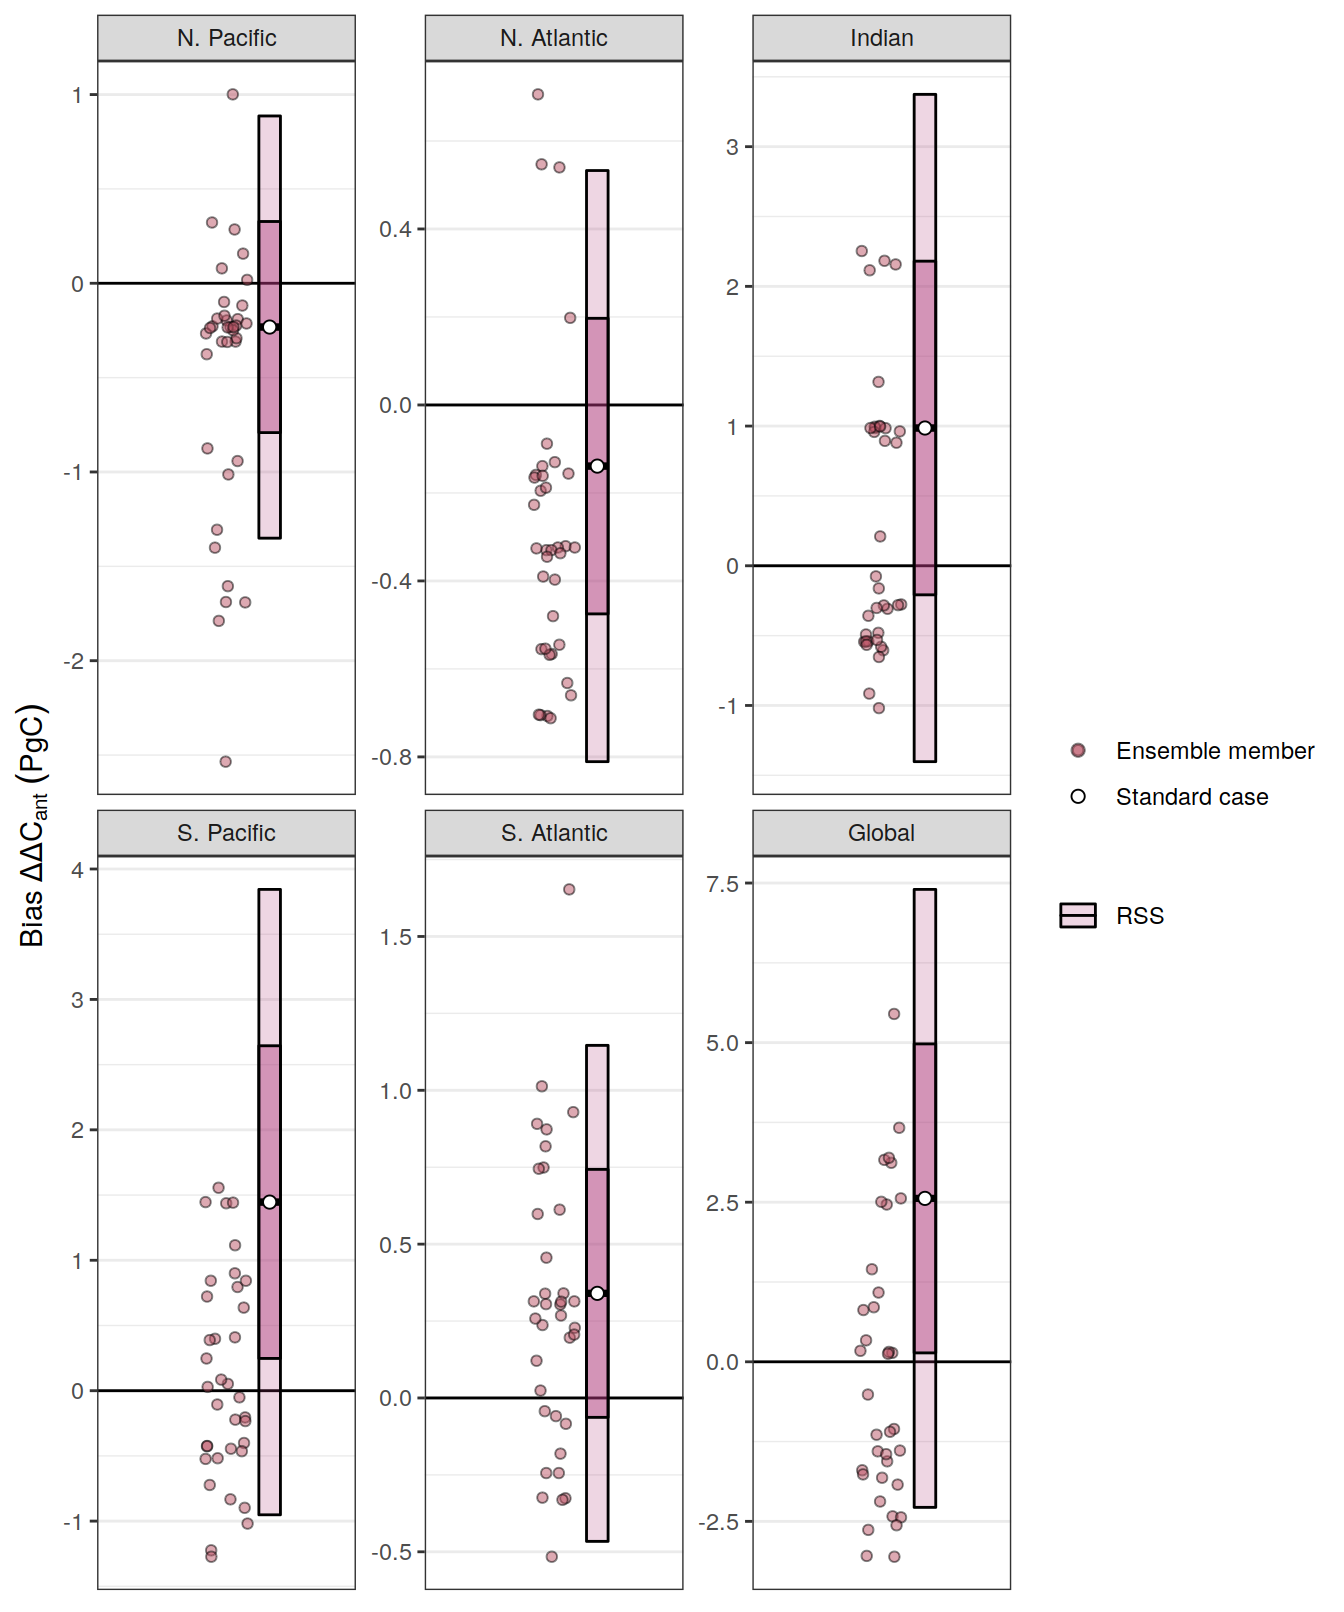 N. Pacific
N. Atlantic
Indian
1
0
-1
-2
0.4
0.0
-0.4
-0.8
3
2
1
0
-1
S. Pacific
S. Atlantic
Global
4
3
2
1
0
-1
1.5
1.0
0.5
0.0
-0.5
7.5
5.0
2.5
0.0
-2.5
Bias ΔΔCant (PgC)
Ensemble member
Standard case
RSS